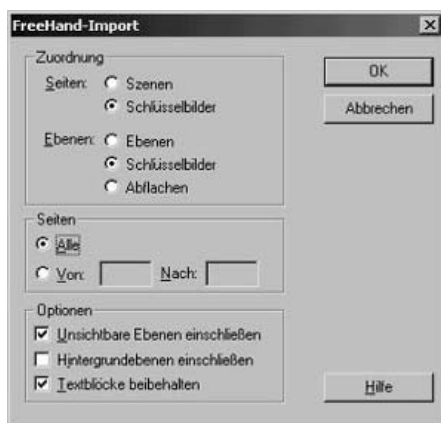 FreeHand-Import
Zuordnung
Seiten: Szenen
Schlüsselbilder
Ebenen: Ebenen
Schlüsselbilder
Abflachen
Seiten
Alle
Von: Nach:
Optionen
Unsichtbare Ebenen einschließen
Hintergrundebenen einschließen
Textblöcke beibehalten
OK
Abbrechen
Hilfe